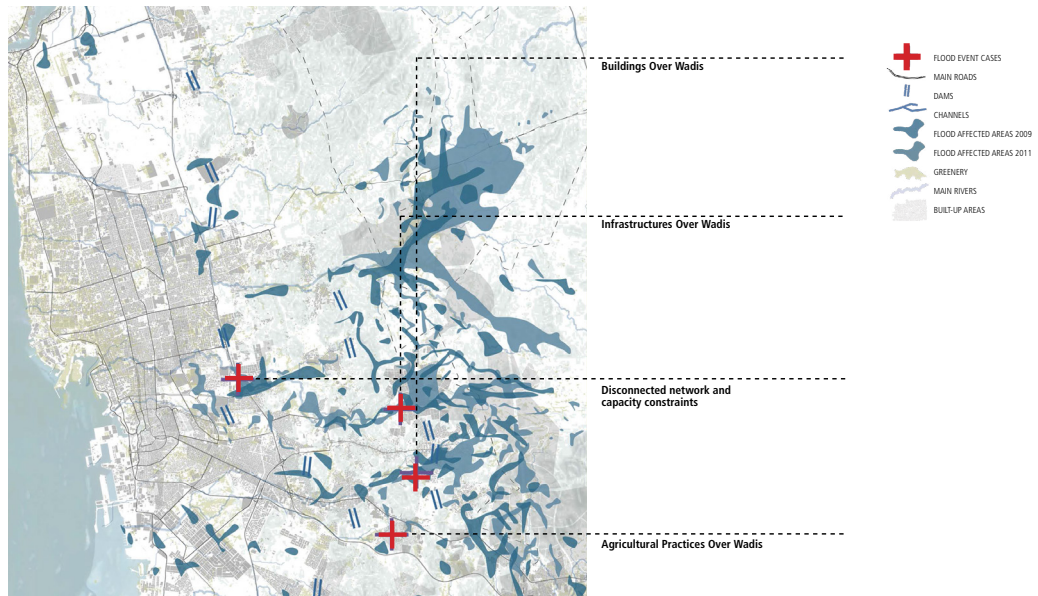 Buildings Over Wadis
Infrastructures Over Wadis
Disconnected network and
capacity constraints
Agricultural Practices Over Wadis
FLOOD EVENT CASES
MAIN ROADS
DAMS
CHANNELS
FLOOD AFFECTED AREAS 2009
FLOOD AFFECTED AREAS 2011
GREENERY
MAIN RIVERS
BUILT-UP AREAS